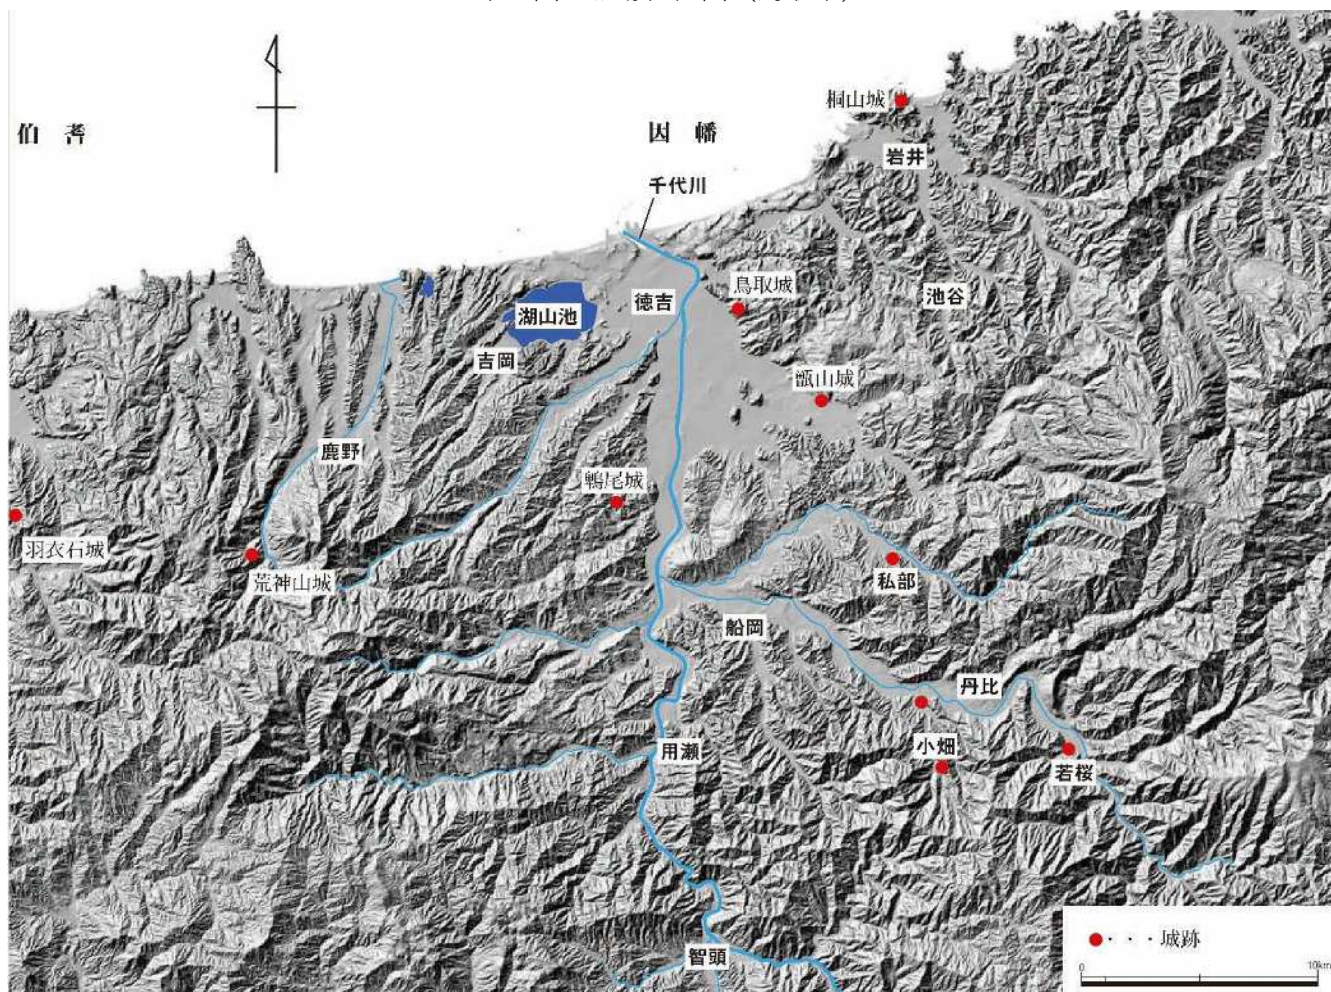 桐山城
伯耆
因幡
岩井
千代川
鳥取城
池谷
徳吉
湖山池
吉岡
甑山城
鹿野
鵯尾城
羽衣石城
荒神山城
私部
船岡
丹比
用瀬
小畑
若桜
智頭
・・・城跡
0 10km